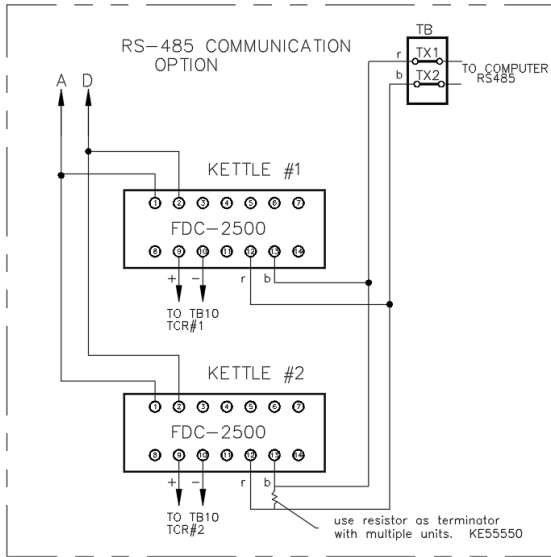 RS-485 COMMUNICATION
OPTION
TB
r TX1
b TX2
TO COMPUTER
RS485
A D
KETTLE #1
1 2 3 4 5 6 7
FDC-2500
8 9 10 11 12 13 14
+ - r b
TO TB10
TCR#1
KETTLE #2
1 2 3 4 5 6 7
FDC-2500
8 9 10 11 12 13 14
+ - r b
TO TB10
TCR#2
use resistor as terminator
with multiple units. KE55550